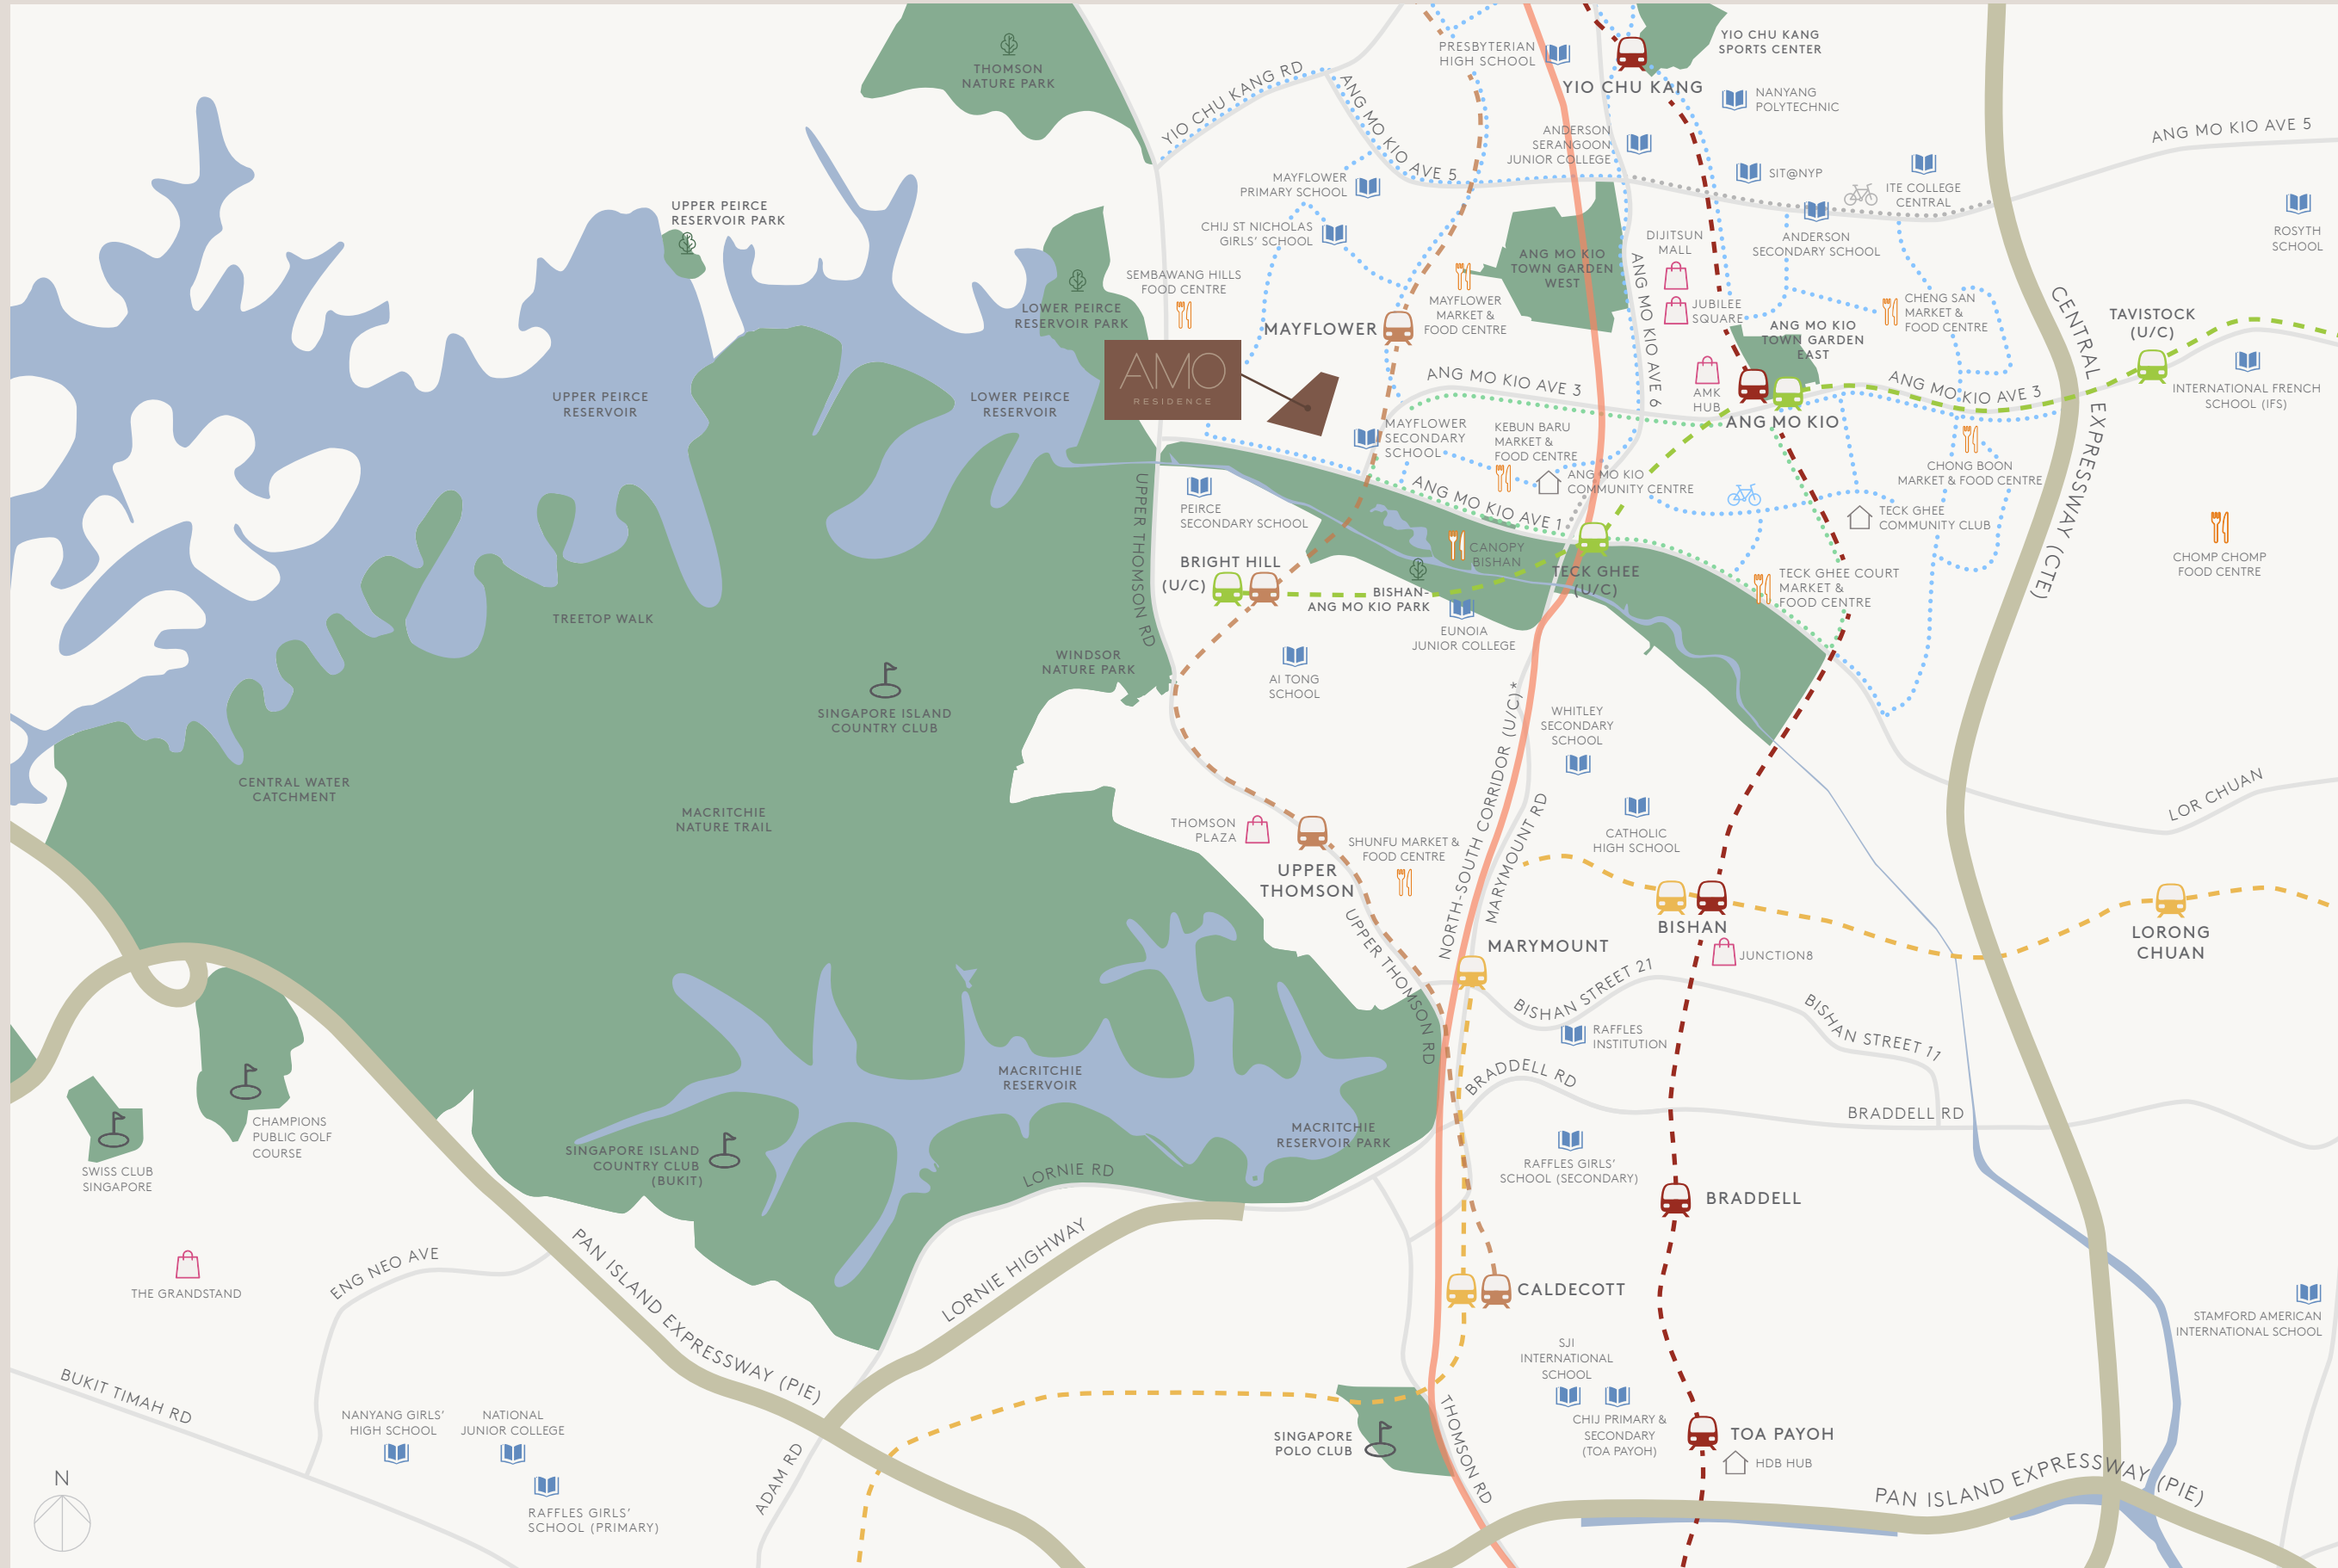 THOMSON
NATURE PARK
YIO CHU KANG RD
ANG MO KIO AVE 5
PRESBYTERIAN
HIGH SCHOOL
YIO CHU KANG
YIO CHU KANG
SPORTS CENTER
NANYANG
POLYTECHNIC
ANDERSON
SERANGOON
JUNIOR COLLEGE
SIT@NYP
ITE COLLEGE
CENTRAL
ANG MO KIO AVE 5
ROSYTH
SCHOOL
MAYFLOWER
PRIMARY SCHOOL
CHIJ ST NICHOLAS
GIRLS' SCHOOL
ANDERSON
SECONDARY SCHOOL
UPPER PEIRCE
RESERVOIR PARK
SEMBAWANG HILLS
FOOD CENTRE
LOWER PEIRCE
RESERVOIR PARK
MAYFLOWER
MAYFLOWER
MARKET &
FOOD CENTRE
ANG MO KIO
TOWN GARDEN
WEST
ANG MO KIO AVE 6
DIJITSUN
MALL
JUBILEE
SQUARE
ANG MO KIO
TOWN GARDEN
EAST
CHENG SAN
MARKET &
FOOD CENTRE
CENTRAL EXPRESSWAY (CTE)
TAVISTOCK
(U/C)
INTERNATIONAL FRENCH
SCHOOL (IFS)
AMO
RESIDENCE
UPPER PEIRCE
RESERVOIR
LOWER PEIRCE
RESERVOIR
ANG MO KIO AVE 3
AMK
HUB
ANG MO KIO
ANG MO KIO AVE 3
MAYFLOWER
SECONDARY
SCHOOL
KEBUN BARU
MARKET &
FOOD CENTRE
ANG MO KIO
COMMUNITY CENTRE
CHONG BOON
MARKET & FOOD CENTRE
TECK GHEE
COMMUNITY CLUB
CHOMP CHOMP
FOOD CENTRE
UPPER THOMSON RD
PEIRCE
SECONDARY SCHOOL
ANG MO KIO AVE 1
CANOPY
BISHAN
BRIGHT HILL
(U/C)
BISHAN-
ANG MO KIO PARK
TECK GHEE
(U/C)
TECK GHEE COURT
MARKET &
FOOD CENTRE
EUNOIA
JUNIOR COLLEGE
TREETOP WALK
WINDSOR
NATURE PARK
AI TONG
SCHOOL
SINGAPORE ISLAND
COUNTRY CLUB
WHITLEY
SECONDARY
SCHOOL
NORTH-SOUTH CORRIDOR (U/C)*
MARYMOUNT RD
CENTRAL WATER
CATCHMENT
MACRITCHIE
NATURE TRAIL
THOMSON
PLAZA
UPPER
THOMSON
SHUNFU MARKET &
FOOD CENTRE
CATHOLIC
HIGH SCHOOL
LOR CHUAN
UPPER THOMSON RD
BISHAN
JUNCTION8
LORONG
CHUAN
MARYMOUNT
BISHAN STREET 21
BISHAN STREET 11
RAFFLES
INSTITUTION
BRADDELL RD
BRADDELL RD
MACRITCHIE
RESERVOIR
MACRITCHIE
RESERVOIR PARK
RAFFLES GIRLS'
SCHOOL (SECONDARY)
BRADDELL
CHAMPIONS
PUBLIC GOLF
COURSE
SWISS CLUB
SINGAPORE
SINGAPORE ISLAND
COUNTRY CLUB
(BUKIT)
LORNIE RD
LORNIE HIGHWAY
THE GRANDSTAND
ENG NEO AVE
PAN ISLAND EXPRESSWAY (PIE)
CALDECOTT
STAMFORD AMERICAN
INTERNATIONAL SCHOOL
SJI
INTERNATIONAL
SCHOOL
CHIJ PRIMARY &
SECONDARY
(TOA PAYOH)
BUKIT TIMAH RD
NANYANG GIRLS'
HIGH SCHOOL
NATIONAL
JUNIOR COLLEGE
RAFFLES GIRLS'
SCHOOL (PRIMARY)
ADAM RD
SINGAPORE
POLO CLUB
THOMSON RD
TOA PAYOH
HDB HUB
PAN ISLAND EXPRESSWAY (PIE)
N